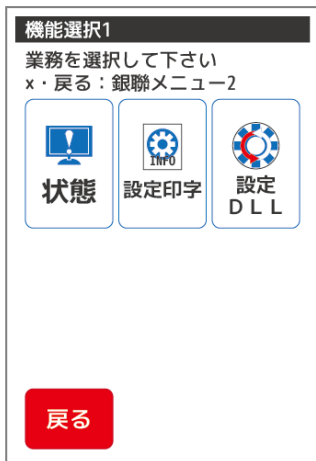 機能選択1
業務を選択して下さい
x・戻る：銀聯メニュー2
INFO
状態
設定印字
設定
ＤＬＬ
戻る